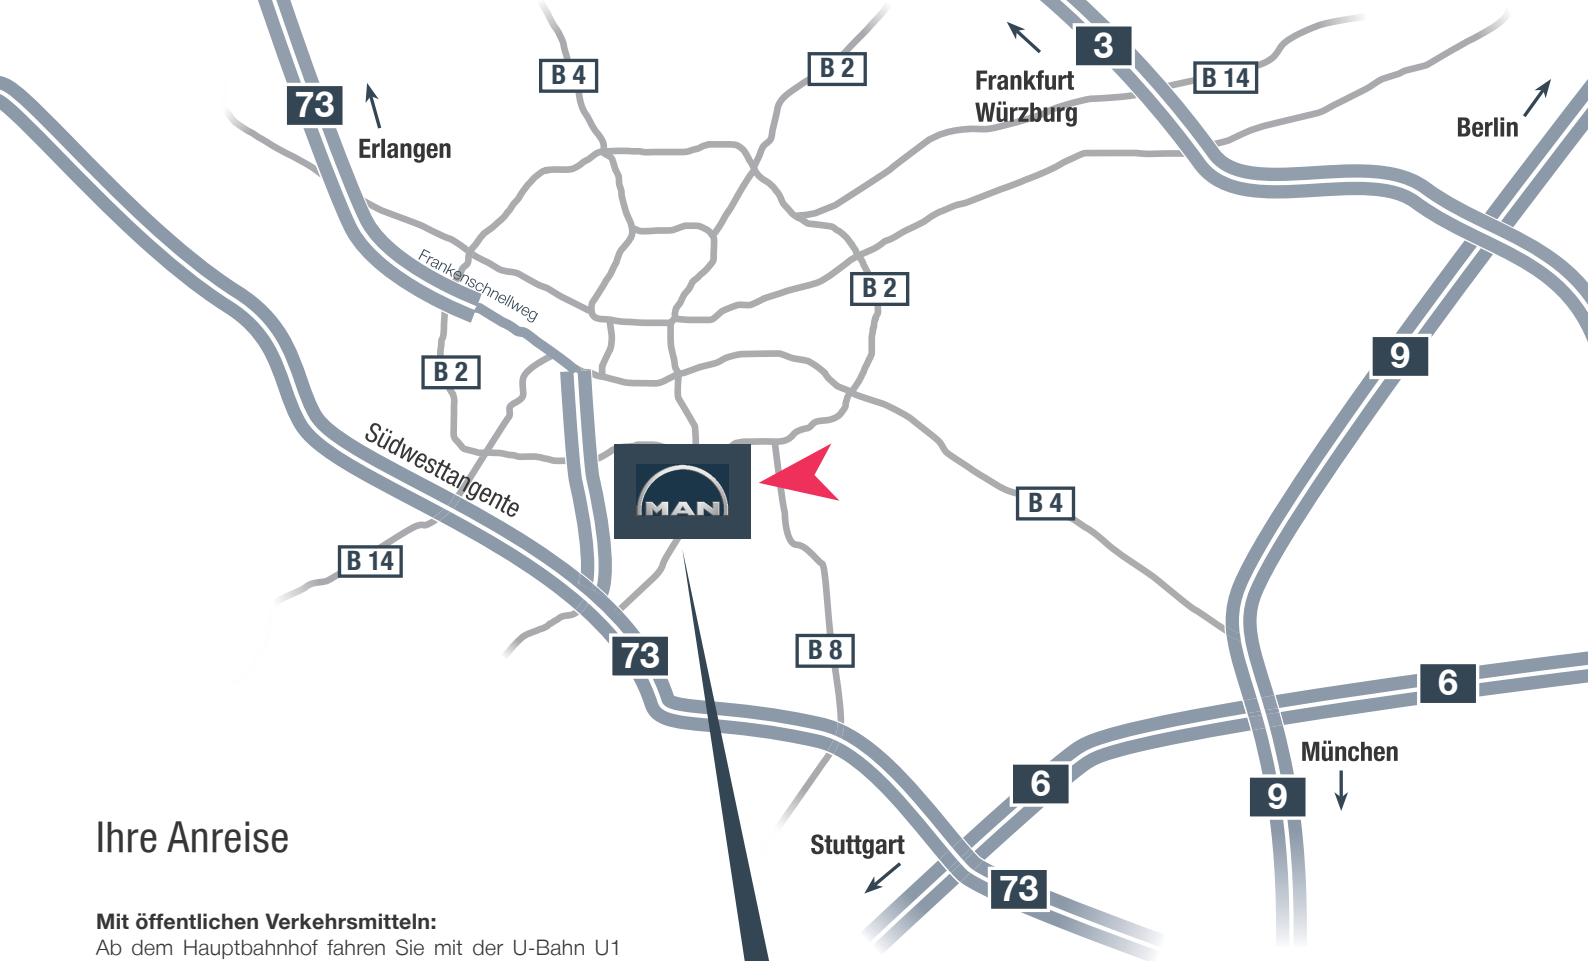 3
B 4
B 2
B 14
73
Frankfurt
Würzburg
Erlangen
Berlin
Frankenschnellweg
B 2
9
B 2
Südwesttangente
MAN
B 4
B 14
B 8
73
6
München
6
9
Stuttgart
73
Ihre Anreise
Mit öffentlichen Verkehrsmitteln:
Ab dem Hauptbahnhof fahren Sie mit der U-Bahn U1